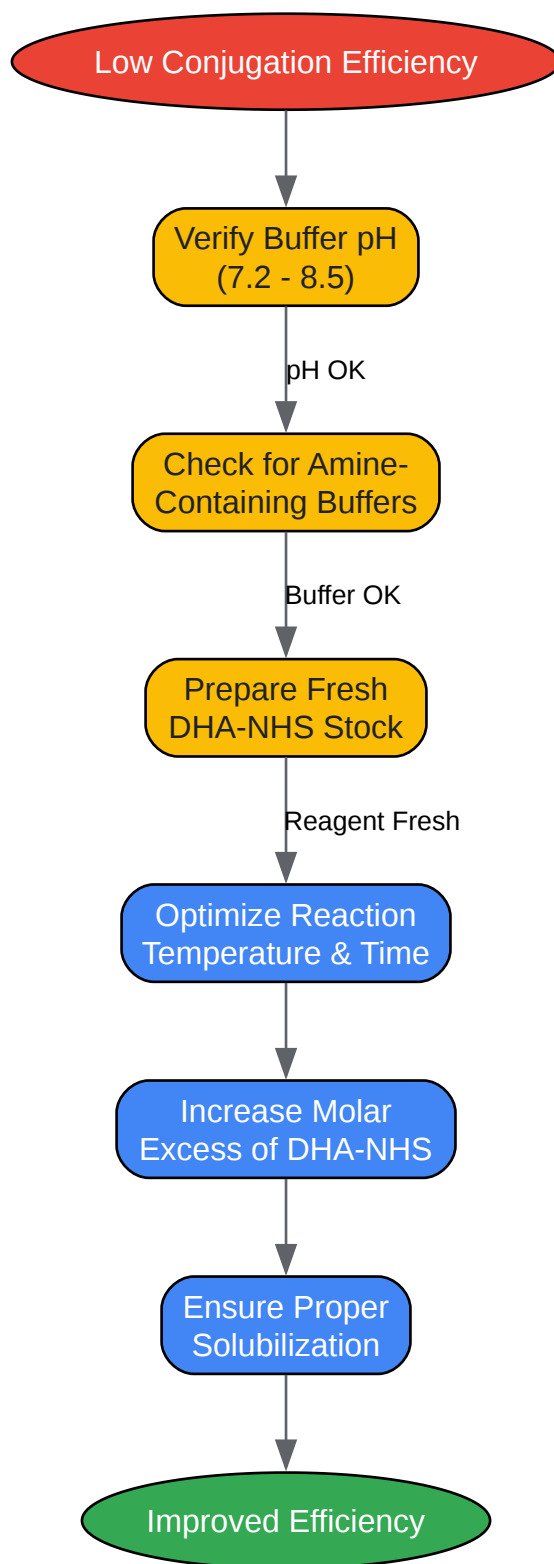 Low Conjugation Efficiency
Verify Buffer pH
(7.2 - 8.5)
pH OK
Check for Amine-
Containing Buffers
Buffer OK
Prepare Fresh
DHA-NHS Stock
Reagent Fresh
Optimize Reaction
Temperature & Time
Increase Molar
Excess of DHA-NHS
Ensure Proper
Solubilization
Improved Efficiency